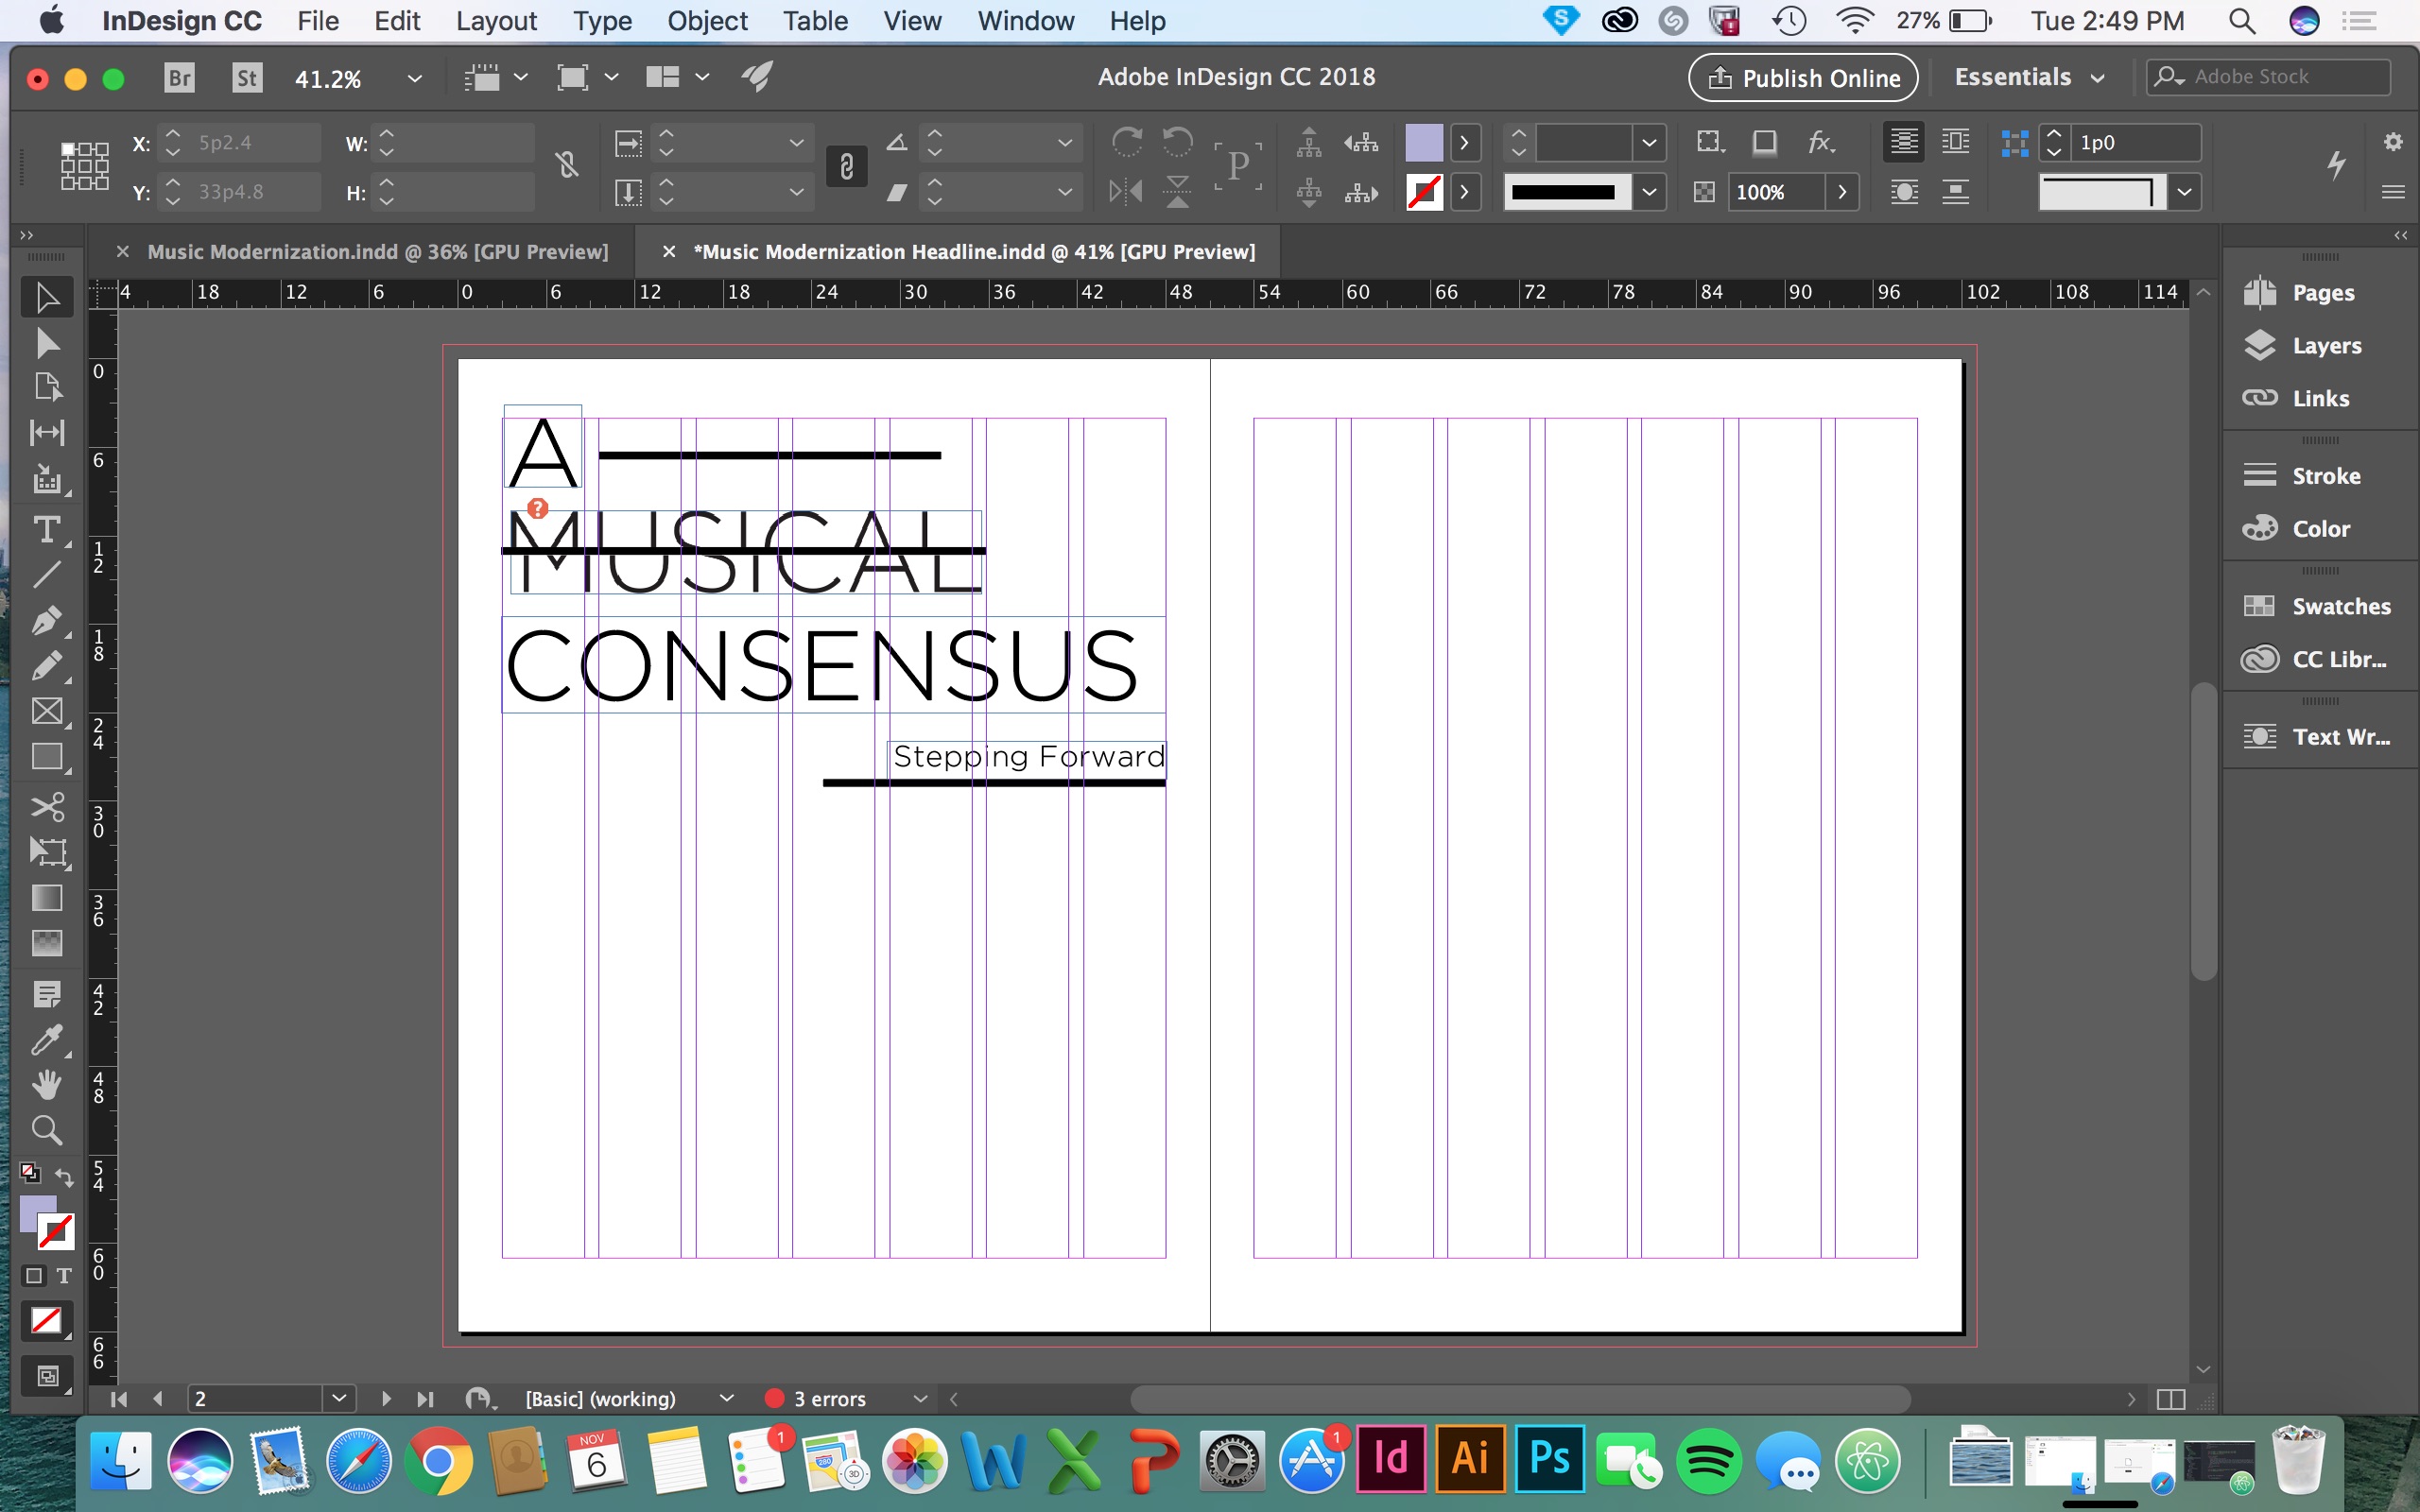 InDesign CC File Edit Layout Type Object Table View Window Help 27% Tue 2:49 PM
Br St 41.2% Adobe InDesign CC 2018 Publish Online Essentials Adobe Stock
X: 5p2.4 W: 1p0
Y: 33p4.8 H: 100%
P
fx
Music Modernization.indd @ 36% [GPU Preview] *Music Modernization Headline.indd @ 41% [GPU Preview]
4 18 12 6 0 6 12 18 24 30 36 42 48 54 60 66 72 78 84 90 96 102 108 114
0
6
12
18
24
30
36
42
48
54
60
66
A
?
MUSICAL
CONSENSUS
Stepping Forward
Pages
Layers
Links
Stroke
Color
Swatches
CC Libr...
Text Wr...
T
T
2 [Basic] (working) 3 errors
NOV
6
1
280
3D
1
Id Ai Ps